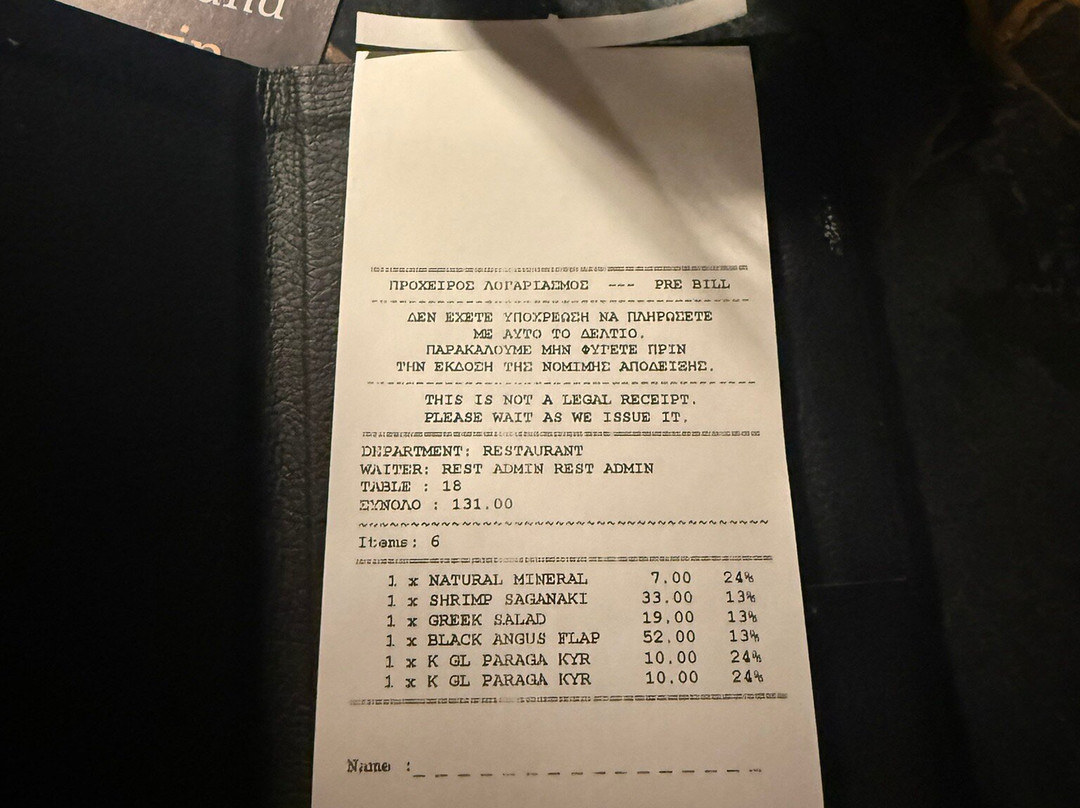 and
ΠΡΟΧΕΙΡΟΣ ΛΟΓΑΡΙΑΣΜΟΣ --- PRE BILL
ΔΕΝ ΕΧΕΤΕ ΥΠΟΧΡΕΩΣΗ ΝΑ ΠΛΗΡΩΣΕΤΕ
ΜΕ ΑΥΤΟ ΤΟ ΔΕΛΤΙΟ.
ΠΑΡΑΚΑΛΟΥΜΕ ΜΗΝ ΦΥΓΕΤΕ ΠΡΙΝ
ΤΗΝ ΕΚΔΟΣΗ ΤΗΣ ΝΟΜΙΜΗΣ ΑΠΟΔΕΙΞΗΣ.
THIS IS NOT A LEGAL RECEIPT.
PLEASE WAIT AS WE ISSUE IT.
DEPARTMENT: RESTAURANT
WAITER: REST ADMIN REST ADMIN
TABLE : 18
ΣΥΝΟΛΟ : 131.00
Items: 6
1 x NATURAL MINERAL 7.00 24%
1 x SHRIMP SAGANAKI 33.00 13%
1 x GREEK SALAD 19.00 13%
1 x BLACK ANGUS FLAP 52.00 13%
1 x K GL PARAGA KYR 10.00 24%
1 x K GL PARAGA KYR 10.00 24%
Name :